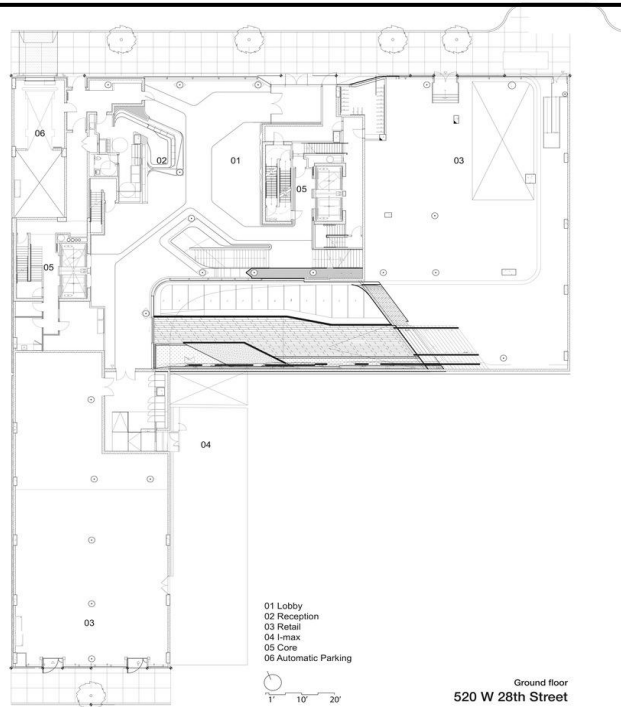 06
02
01
05
03
05
04
03
01 Lobby
02 Reception
03 Retail
04 I-max
05 Core
06 Automatic Parking
1' 10' 20'
Ground floor
520 W 28th Street